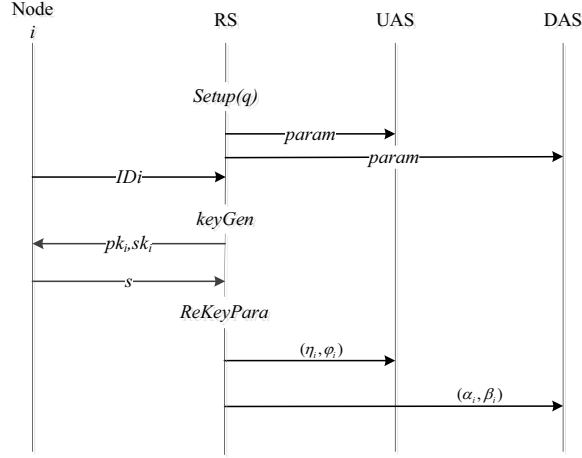 Node
i
RS
UAS
DAS
Setup(q)
param
param
IDi
keyGen
pkᵢ,skᵢ
s
ReKeyPara
(ηᵢ,φᵢ)
(αᵢ,βᵢ)